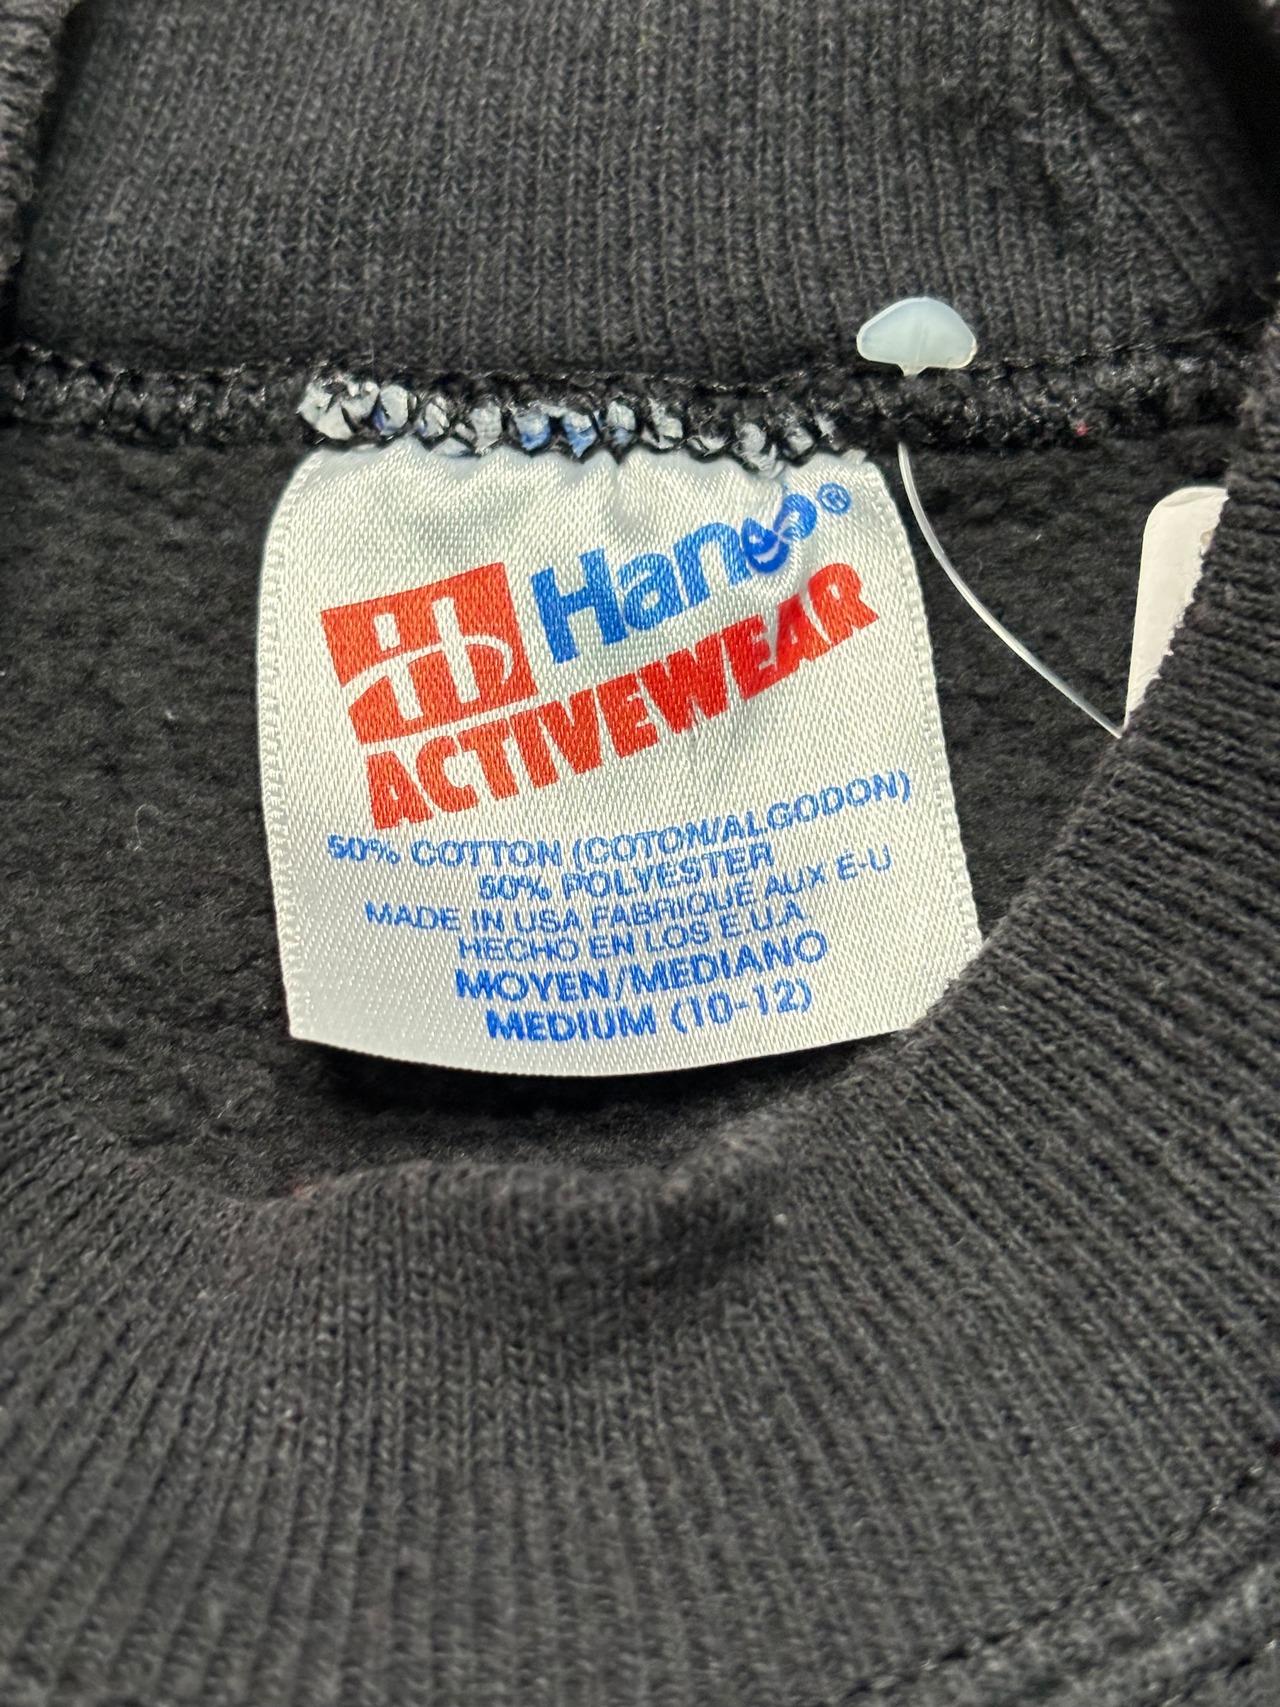 Hanes®
ACTIVEWEAR
50% COTTON (COTON/ALGODON)
50% POLYESTER
MADE IN USA FABRIQUE AUX E-U
HECHO EN LOS E.U.A
MOYEN/MEDIANO
MEDIUM (10-12)